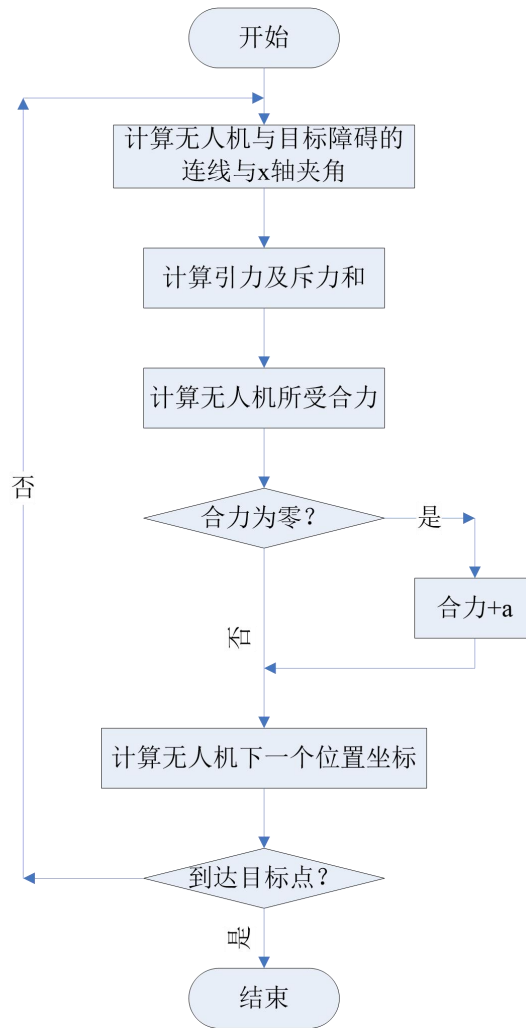 开始
计算无人机与目标障碍的
连线与x轴夹角
计算引力及斥力和
计算无人机所受合力
合力为零？
是
合力+a
否
否
计算无人机下一个位置坐标
到达目标点？
是
结束